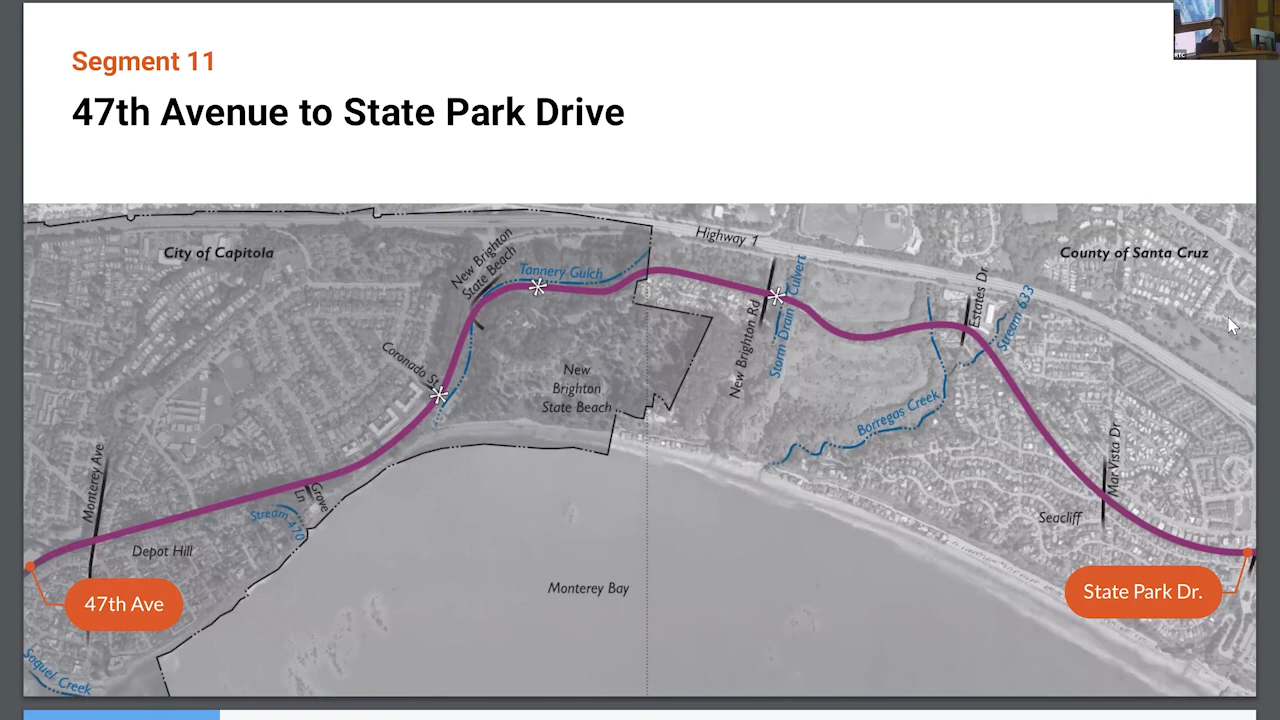 Segment 11
47th Avenue to State Park Drive
RTC
City of Capitola
New Brighton
State Beach
Tannery Gulch
Highway 1
County of Santa Cruz
Coronado St
New
Brighton
State Beach
New Brighton Rd
Storm Drain Culvert
Estates Dr
Stream 633
Borregas Creek
Monterey Ave
Grove
Ln
Stream 470
Depot Hill
MarVista Dr
Seacliff
47th Ave
Monterey Bay
State Park Dr.
Soquel Creek